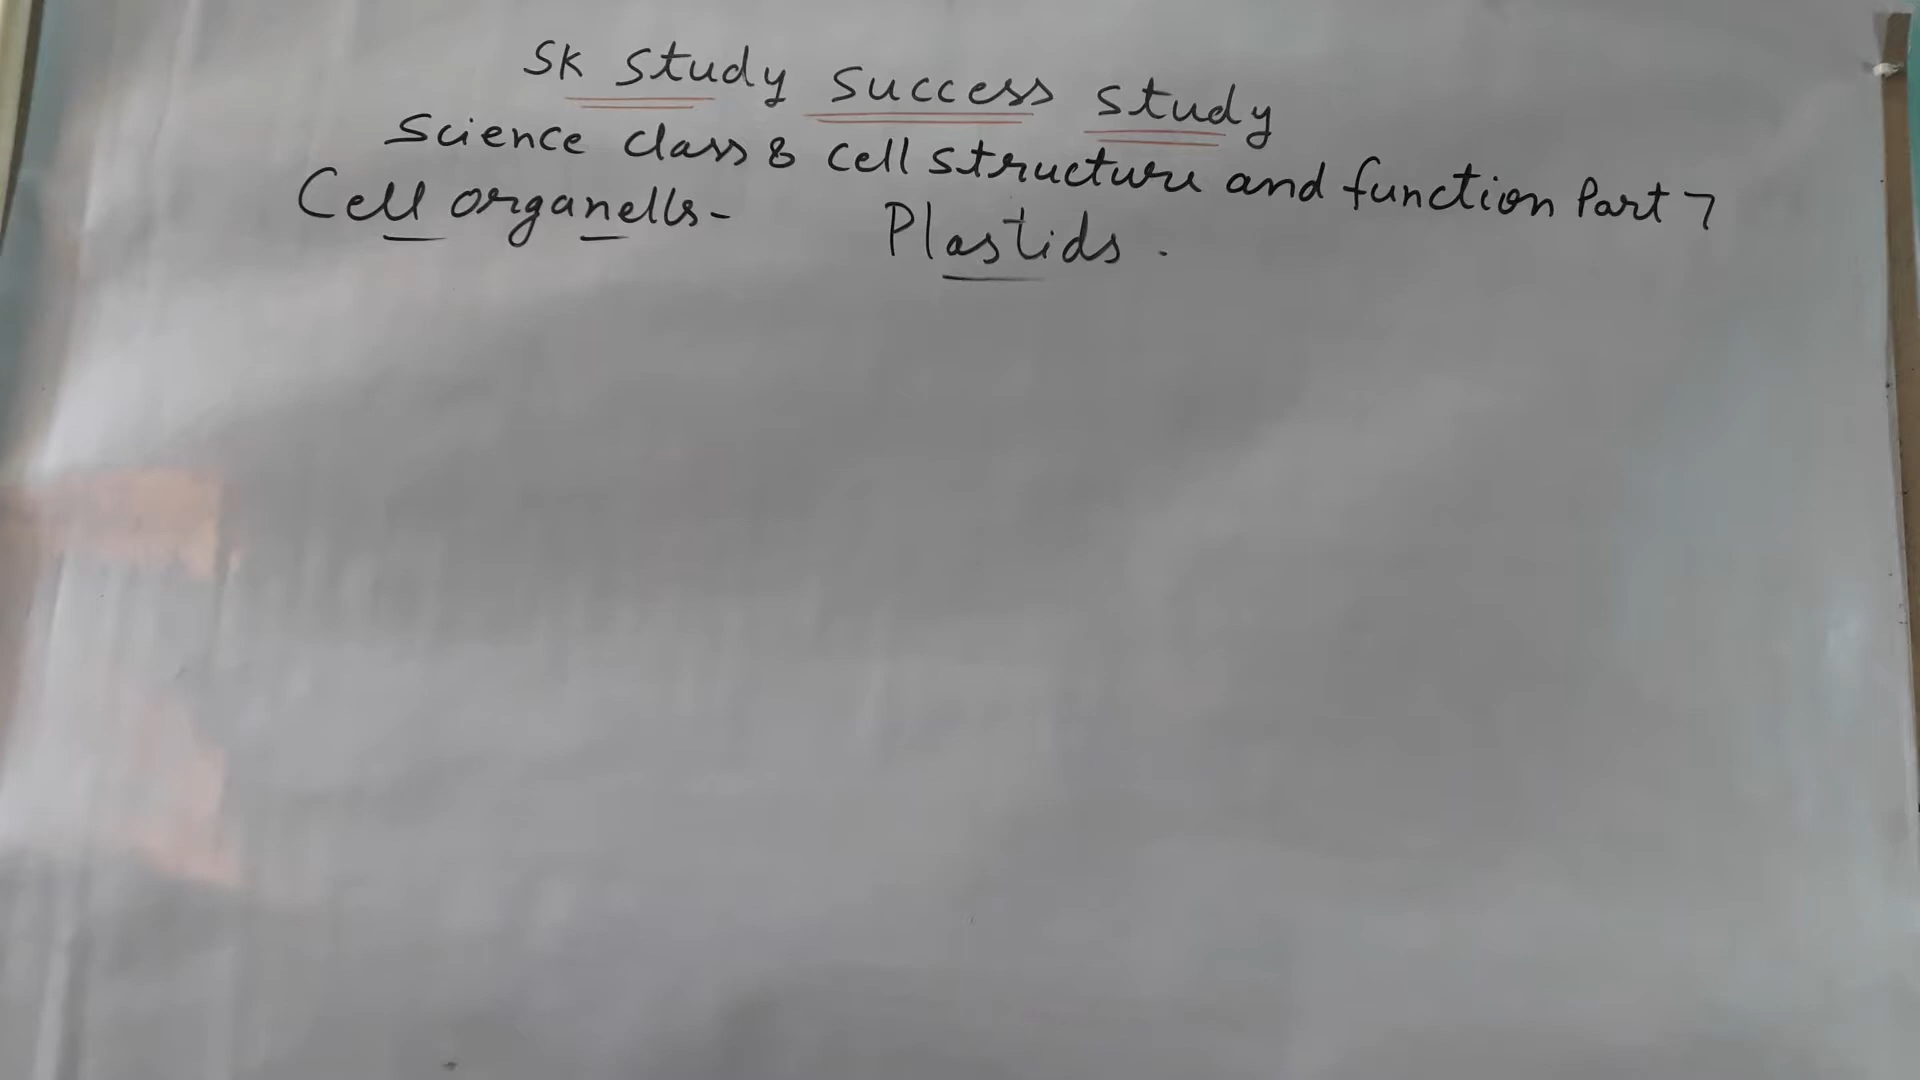 SK Study Success Study
Science class 8 cell structure and function Part 7
Cell organells- Plastids.